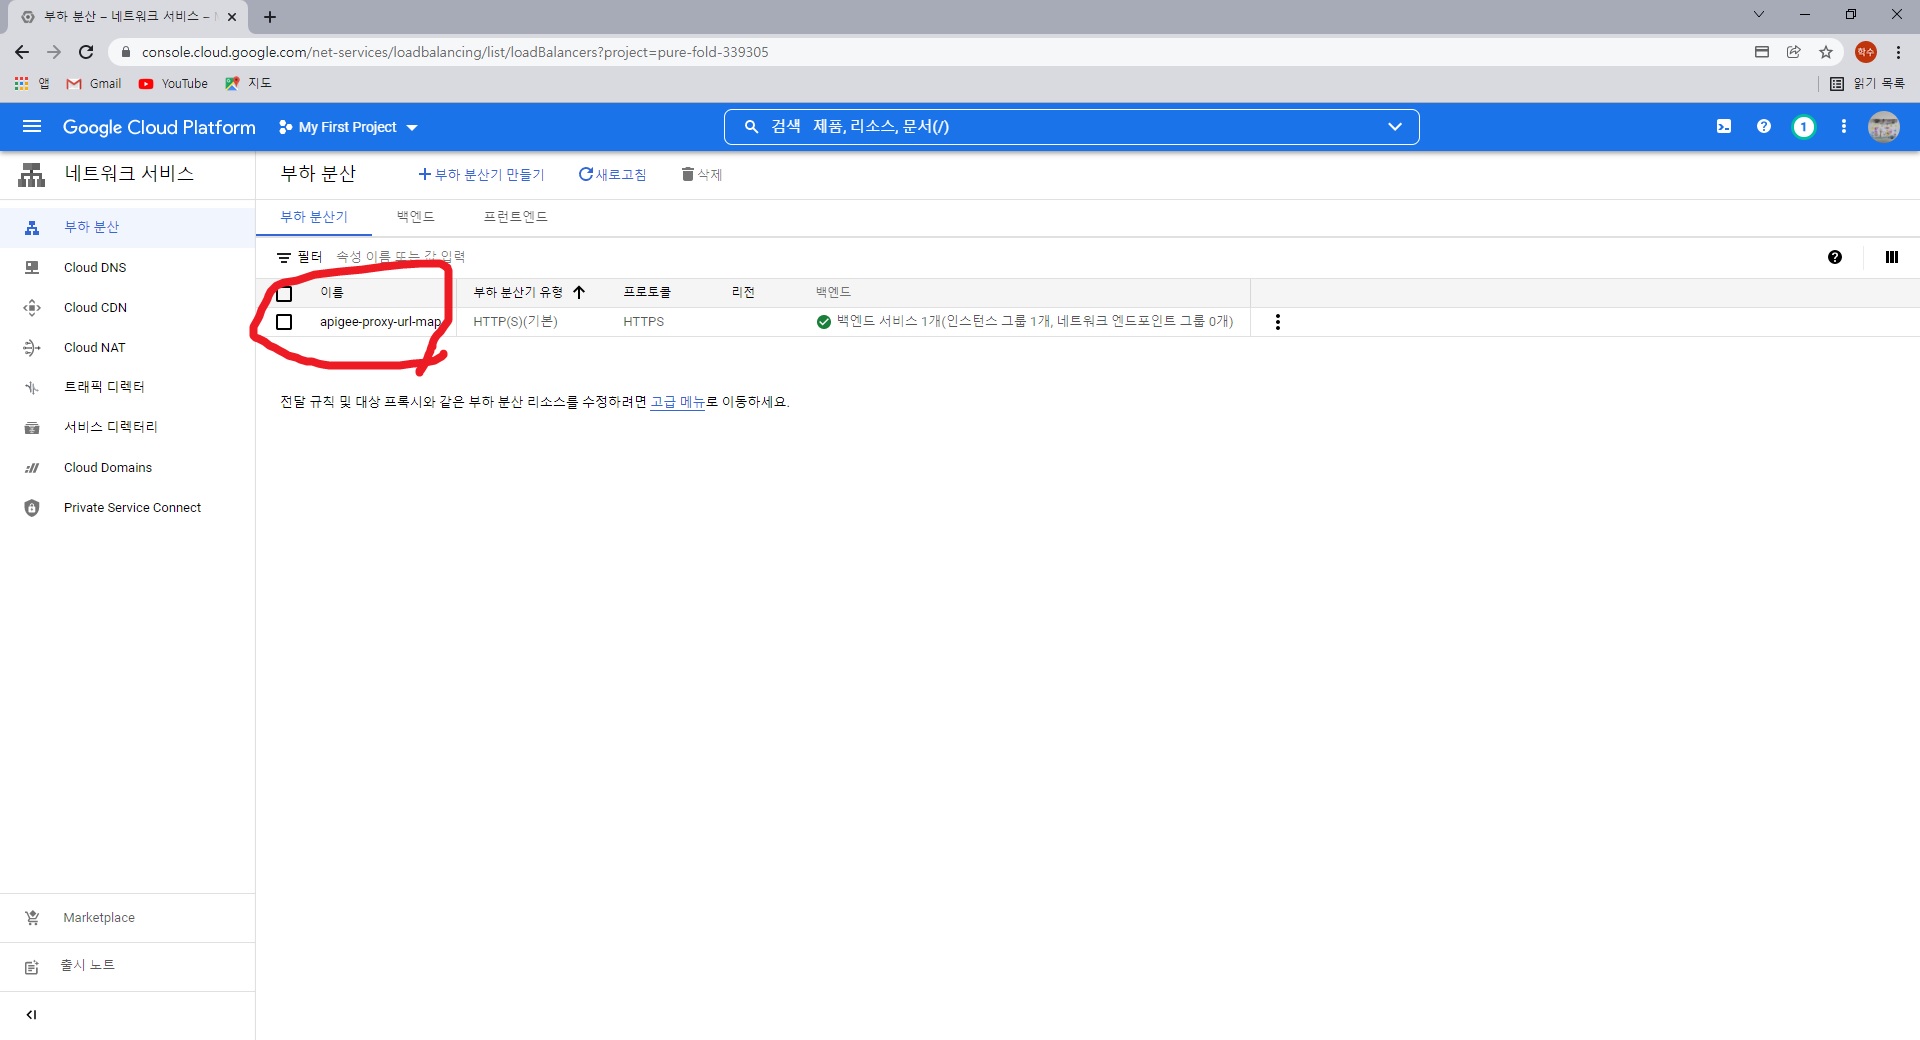 부하 분산 – 네트워크 서비스 –
console.cloud.google.com/net-services/loadbalancing/list/loadBalancers?project=pure-fold-339305
학수
앱 Gmail YouTube 지도 읽기 목록
Google Cloud Platform My First Project 검색 제품, 리소스, 문서(/) 1
네트워크 서비스
부하 분산 부하 분산기 만들기 새로고침 삭제
부하 분산기 백엔드 프런트엔드
필터 속성 이름 또는 값 입력
이름 부하 분산기 유형 프로토콜 리전 백엔드
apigee-proxy-url-map HTTP(S)(기본) HTTPS 백엔드 서비스 1개(인스턴스 그룹 1개, 네트워크 엔드포인트 그룹 0개)
전달 규칙 및 대상 프록시와 같은 부하 분산 리소스를 수정하려면 고급 메뉴로 이동하세요.
부하 분산
Cloud DNS
Cloud CDN
Cloud NAT
트래픽 디렉터
서비스 디렉터리
Cloud Domains
Private Service Connect
Marketplace
출시 노트